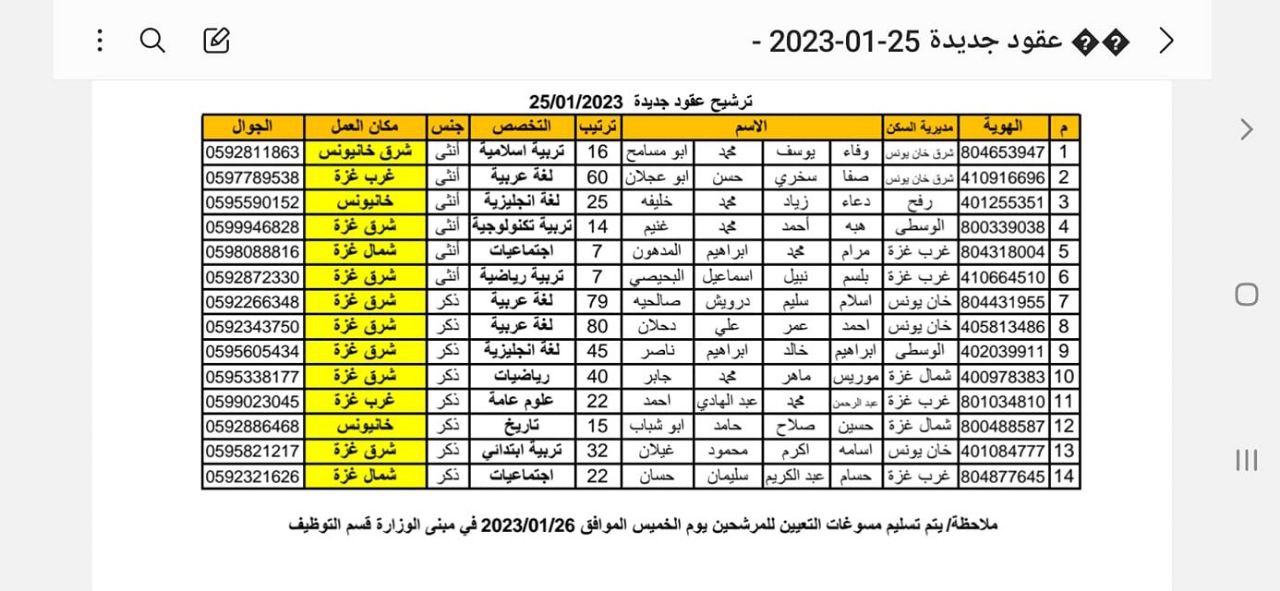 عقود جديدة 25-01-2023 -
ترشيح عقود جديدة 25/01/2023
م الهوية مديرية السكن الاسم ترتيب التخصص جنس مكان العمل الجوال
1 804653947 شرق خان يونس وفاء يوسف محمد ابو مسامح 16 تربية اسلامية أنثى شرق خانيونس 0592811863
2 410916696 شرق خان يونس صفا سخري حسن ابو عجلان 60 لغة عربية أنثى غرب غزة 0597789538
3 401255351 رفح دعاء زياد محمد خليفه 25 لغة انجليزية أنثى خانيونس 0595590152
4 800339038 الوسطى هبه أحمد محمد غنيم 14 تربية تكنولوجية أنثى شرق غزة 0599946828
5 804318004 غرب غزة مرام محمد ابراهيم المدهون 7 اجتماعيات أنثى شمال غزة 0598088816
6 410664510 غرب غزة بلسم نبيل اسماعيل البحيصي 7 تربية رياضية أنثى شرق غزة 0592872330
7 804431955 خان يونس اسلام سليم درويش صالحيه 79 لغة عربية ذكر شرق غزة 0592266348
8 405813486 خان يونس احمد عمر علي دحلان 80 لغة عربية ذكر شرق غزة 0592343750
9 402039911 الوسطى ابراهيم خالد ابراهيم ناصر 45 لغة انجليزية ذكر شرق غزة 0595605434
10 400978383 شمال غزة موريس ماهر محمد جابر 40 رياضيات ذكر شرق غزة 0595338177
11 801034810 غرب غزة عبد الرحمن محمد عبد الهادي احمد 22 علوم عامة ذكر غرب غزة 0599023045
12 800488587 شمال غزة حسين صلاح حامد ابو شباب 15 تاريخ ذكر خانيونس 0592886468
13 401084777 خان يونس اسامه اكرم محمود غيلان 32 تربية ابتدائي ذكر شرق غزة 0595821217
14 804877645 غرب غزة حسام عبد الكريم سليمان حسان 22 اجتماعيات ذكر شمال غزة 0592321626
ملاحظة/ يتم تسليم مسوغات التعيين للمرشحين يوم الخميس الموافق 2023/01/26 في مبنى الوزارة قسم التوظيف